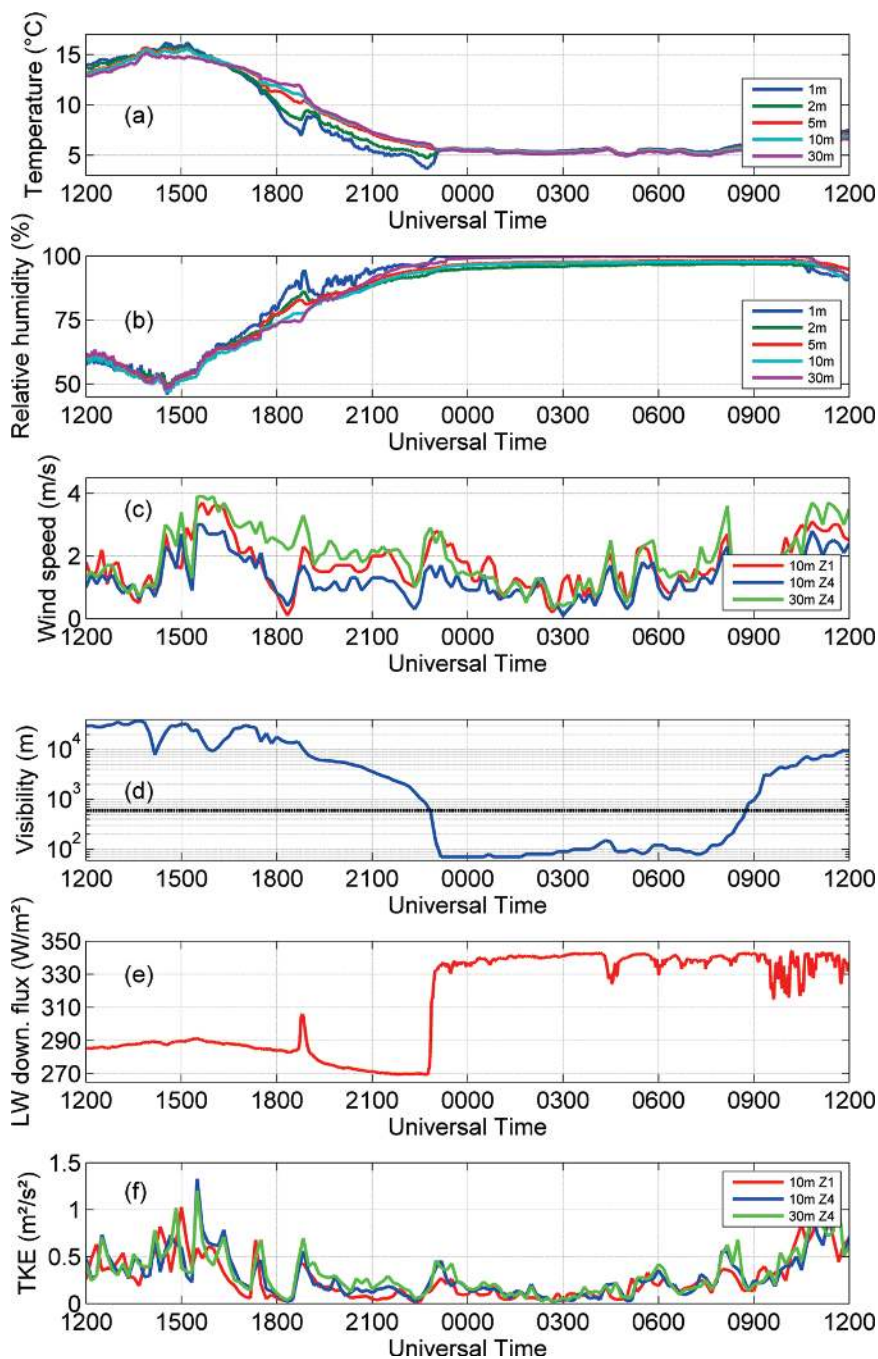 Temperature (°C)
15
10
5
(a)
1m
2m
5m
10m
30m
1200 1500 1800 2100 0000 0300 0600 0900 1200
Universal Time
Relative humidity (%)
100
75
50
(b)
1m
2m
5m
10m
30m
1200 1500 1800 2100 0000 0300 0600 0900 1200
Universal Time
Wind speed (m/s)
4
2
0
(c)
10m Z1
10m Z4
30m Z4
1200 1500 1800 2100 0000 0300 0600 0900 1200
Universal Time
Visibility (m)
10⁴
10³
10²
(d)
1200 1500 1800 2100 0000 0300 0600 0900 1200
Universal Time
LW down. flux (W/m²)
350
330
310
290
270
(e)
1200 1500 1800 2100 0000 0300 0600 0900 1200
Universal Time
TKE (m²/s²)
1.5
1
0.5
0
(f)
10m Z1
10m Z4
30m Z4
1200 1500 1800 2100 0000 0300 0600 0900 1200
Universal Time